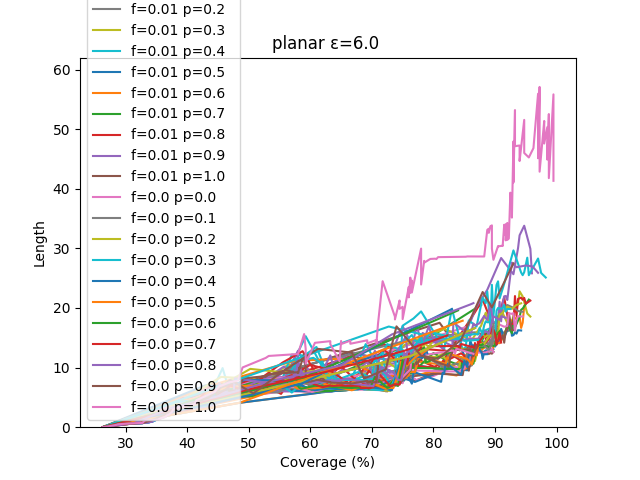 f=0.01 p=0.2
f=0.01 p=0.3
f=0.01 p=0.4
f=0.01 p=0.5
f=0.01 p=0.6
f=0.01 p=0.7
f=0.01 p=0.8
f=0.01 p=0.9
f=0.01 p=1.0
f=0.0 p=0.0
f=0.0 p=0.1
f=0.0 p=0.2
f=0.0 p=0.3
f=0.0 p=0.4
f=0.0 p=0.5
f=0.0 p=0.6
f=0.0 p=0.7
f=0.0 p=0.8
f=0.0 p=0.9
f=0.0 p=1.0
planar ε=6.0
60
50
40
30
20
10
0
Length
30 40 50 60 70 80 90 100
Coverage (%)